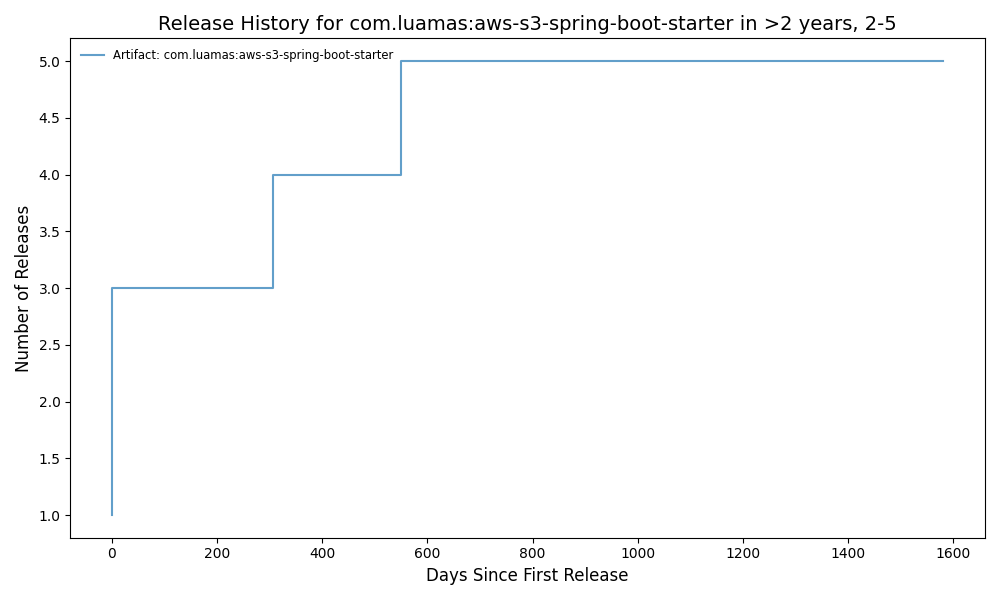 Release History for com.luamas:aws-s3-spring-boot-starter in >2 years, 2-5
Artifact: com.luamas:aws-s3-spring-boot-starter
Number of Releases
5.0
4.5
4.0
3.5
3.0
2.5
2.0
1.5
1.0
0 200 400 600 800 1000 1200 1400 1600
Days Since First Release